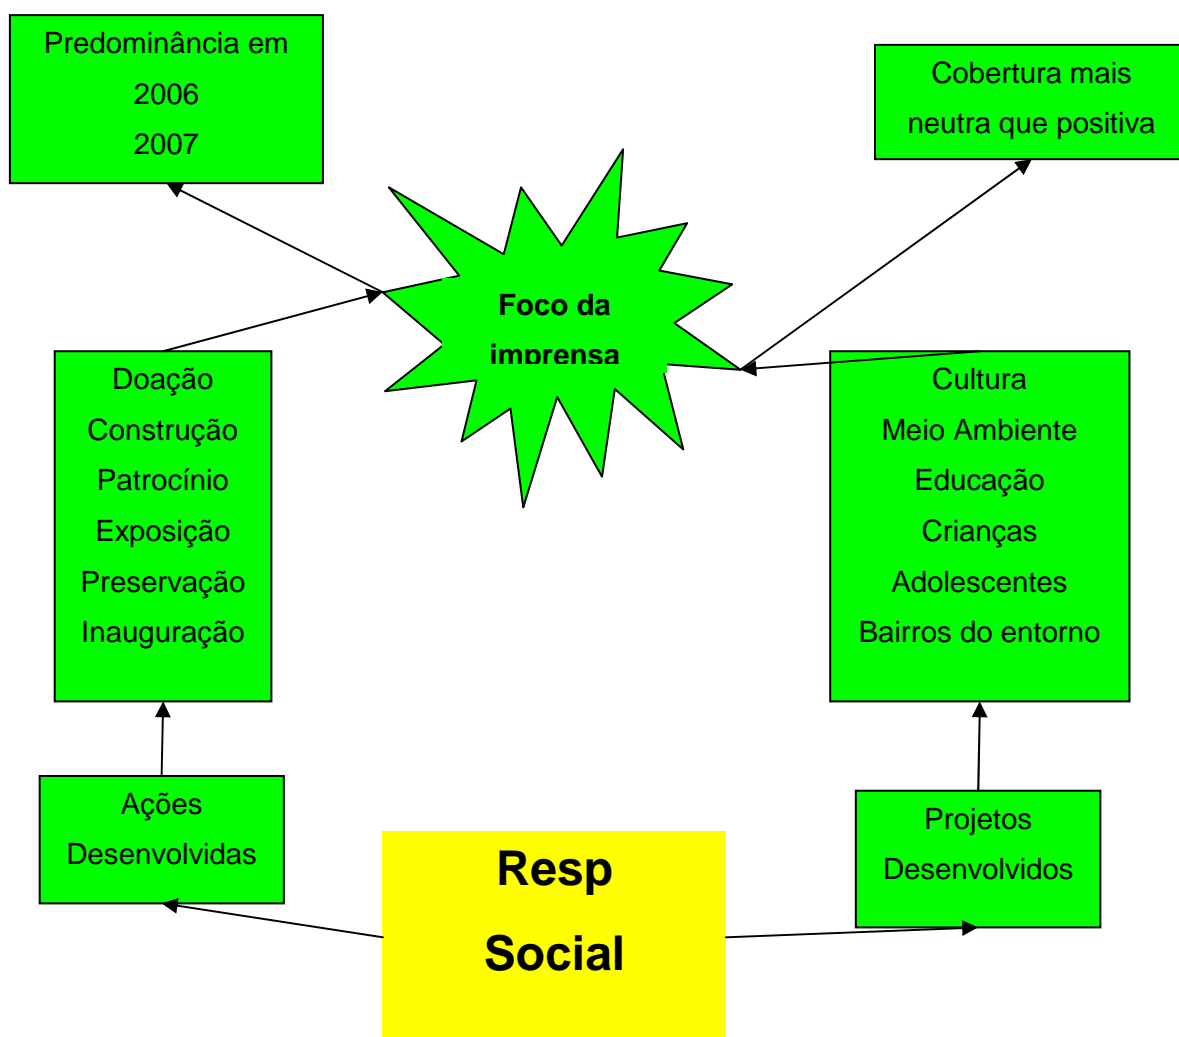 Predominância em
2006
2007
Cobertura mais
neutra que positiva
Foco da
imprensa
Doação
Construção
Patrocínio
Exposição
Preservação
Inauguração
Cultura
Meio Ambiente
Educação
Crianças
Adolescentes
Bairros do entorno
Ações
Desenvolvidas
Projetos
Desenvolvidos
Resp
Social